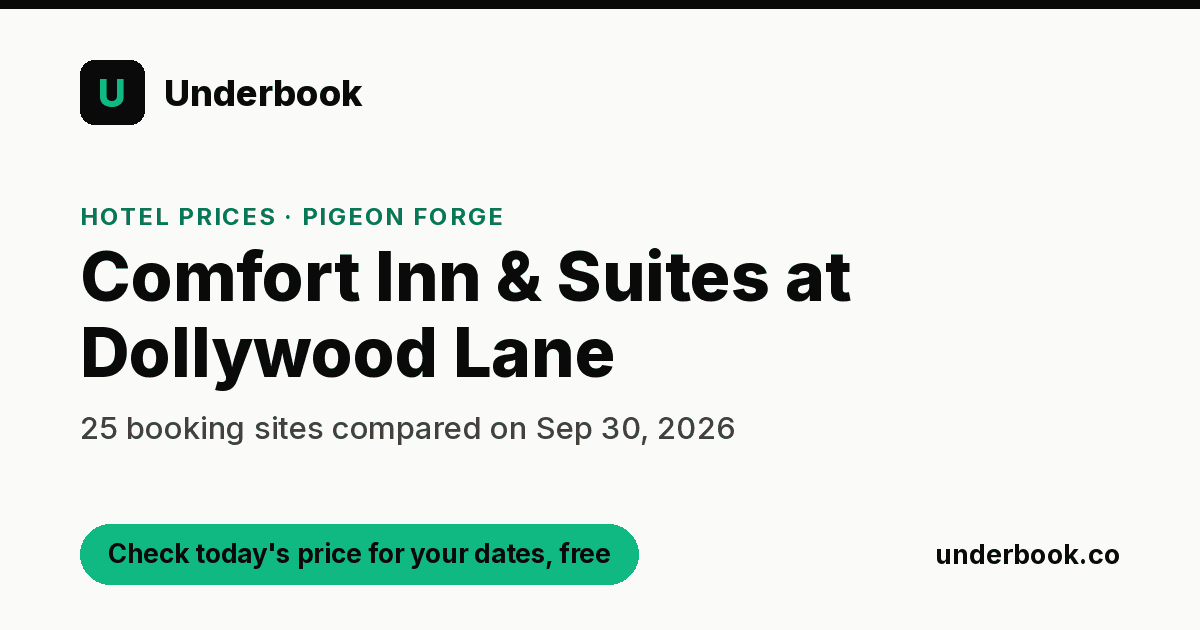 U
Underbook
HOTEL PRICES · PIGEON FORGE
Comfort Inn & Suites at
Dollywood Lane
25 booking sites compared on Sep 30, 2026
Check today's price for your dates, free
underbook.co